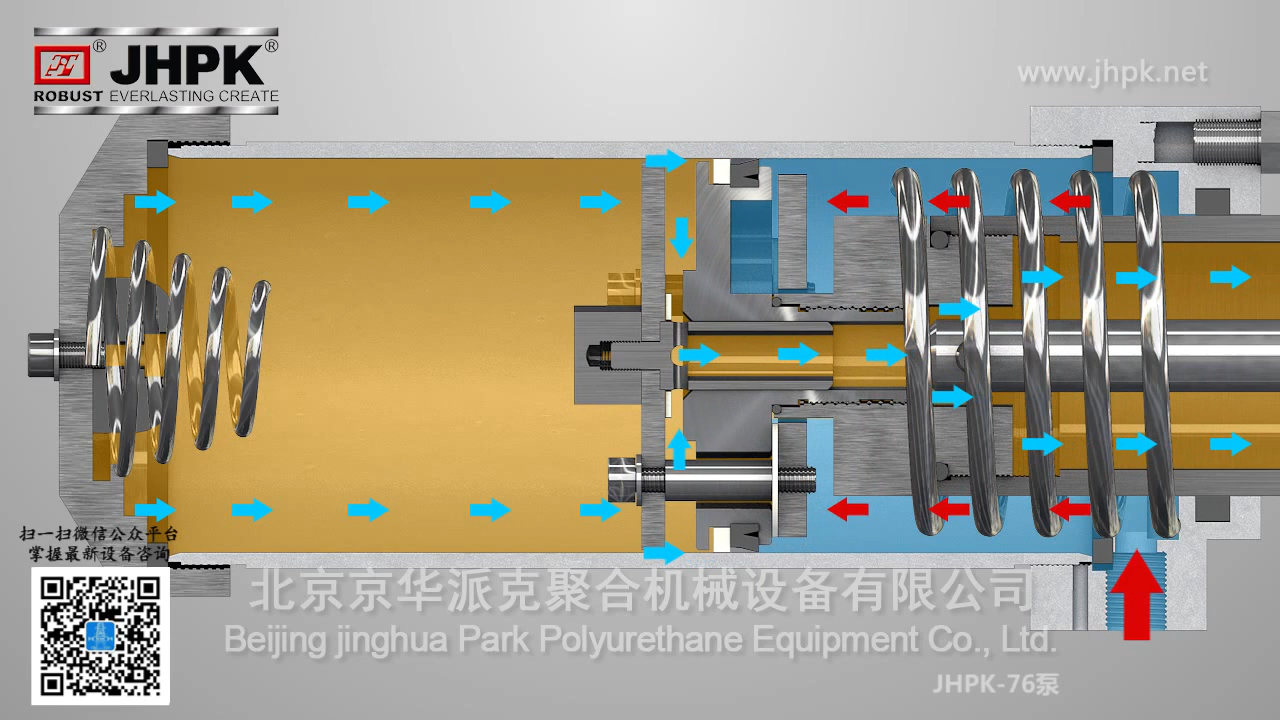 JHPK
ROBUST EVERLASTING CREATE
www.jhpk.net
扫一扫微信公众平台
掌握最新设备咨询
北京京华派克聚合机械设备有限公司
Beijing jinghua Park Polyurethane Equipment Co., Ltd.
JHPK-76泵